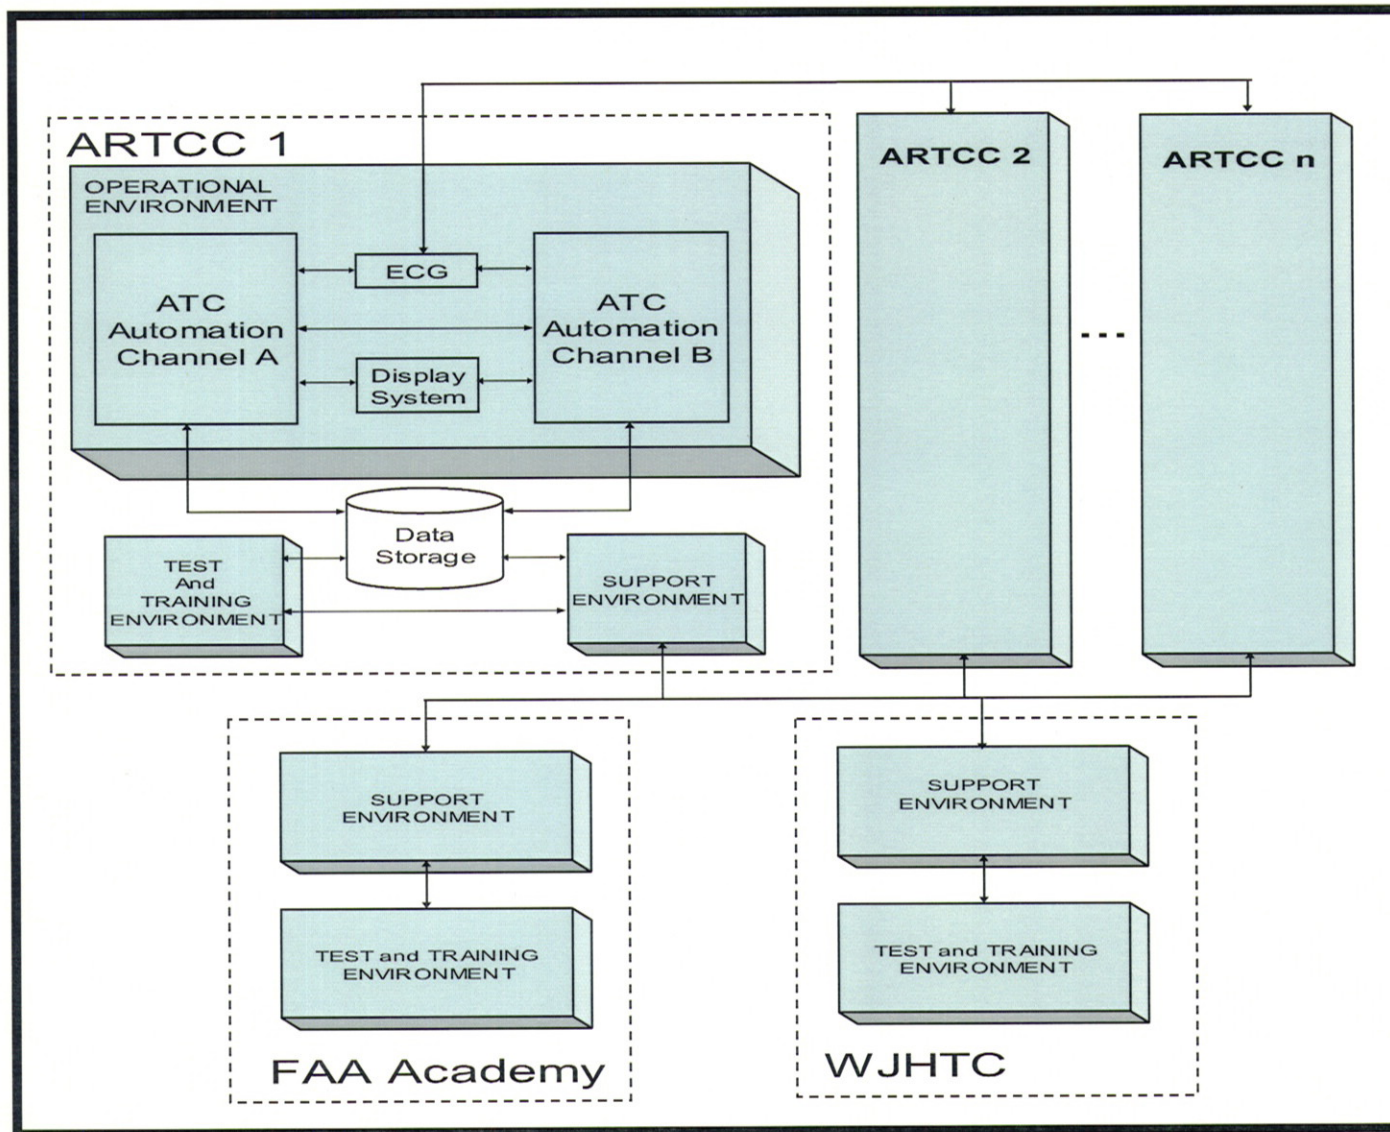 ARTCC 1
OPERATIONAL
ENVIRONMENT
ATC
Automation
Channel A
ECG
Display
System
ATC
Automation
Channel B
ARTCC 2
....
ARTCC n
Data
Storage
TEST
And
TRAINING
ENVIRONMENT
SUPPORT
ENVIRONMENT
SUPPORT
ENVIRONMENT
TEST and TRAINING
ENVIRONMENT
FAA Academy
SUPPORT
ENVIRONMENT
TEST and TRAINING
ENVIRONMENT
WJHTC